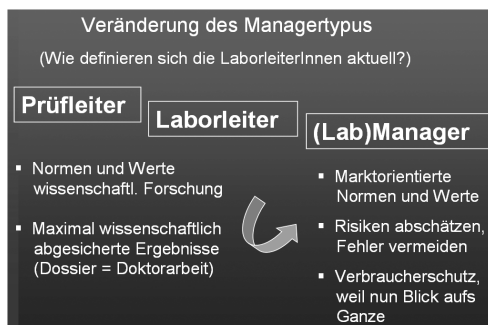 Veränderung des Managertypus
(Wie definieren sich die LaborleiterInnen aktuell?)
Prüfleiter
Laborleiter
(Lab)Manager
▪ Normen und Werte
wissenschaftl. Forschung
▪ Maximal wissenschaftlich
abgesicherte Ergebnisse
(Dossier = Doktorarbeit)
▪ Marktorientierte
Normen und Werte
▪ Risiken abschätzen,
Fehler vermeiden
▪ Verbraucherschutz,
weil nun Blick aufs
Ganze